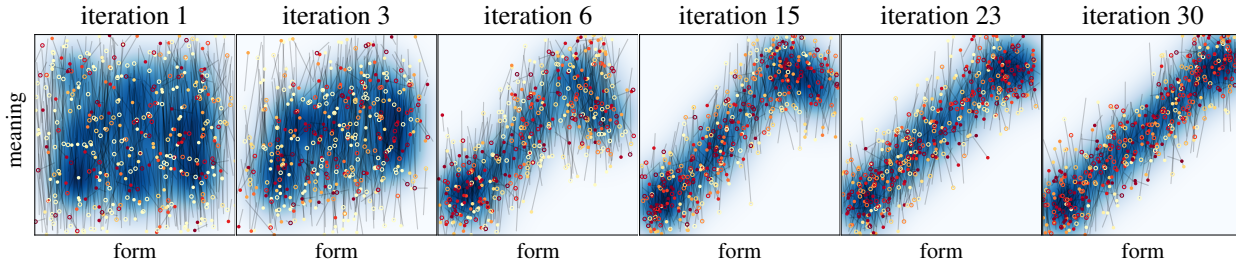 iteration 1
iteration 3
iteration 6
iteration 15
iteration 23
iteration 30
meaning
form
form
form
form
form
form